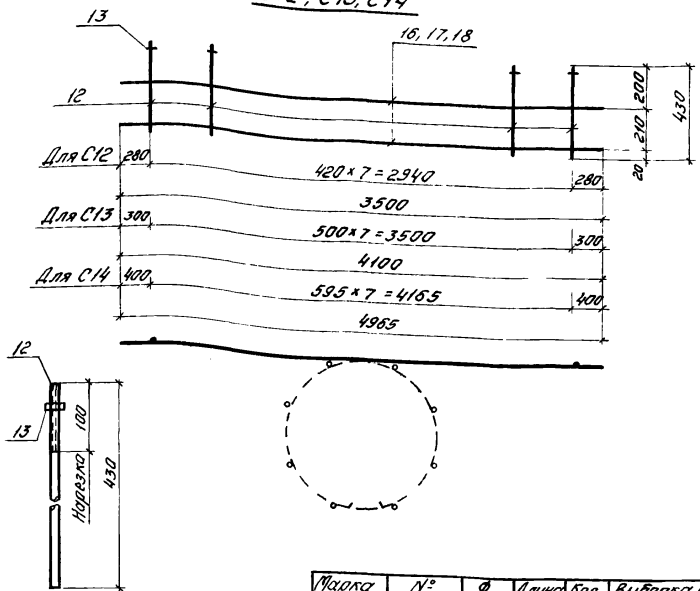 С13, С14
13
16, 17, 18
12
200
430
210
20
Для С12 280
420 × 7 = 2940
280
3500
Для С13 300
500 × 7 = 3500
300
4100
Для С14 400
595 × 7 = 4165
400
4965
12
13
100
430
Нарезка
Марка № Ф Длина Кол. Выборка